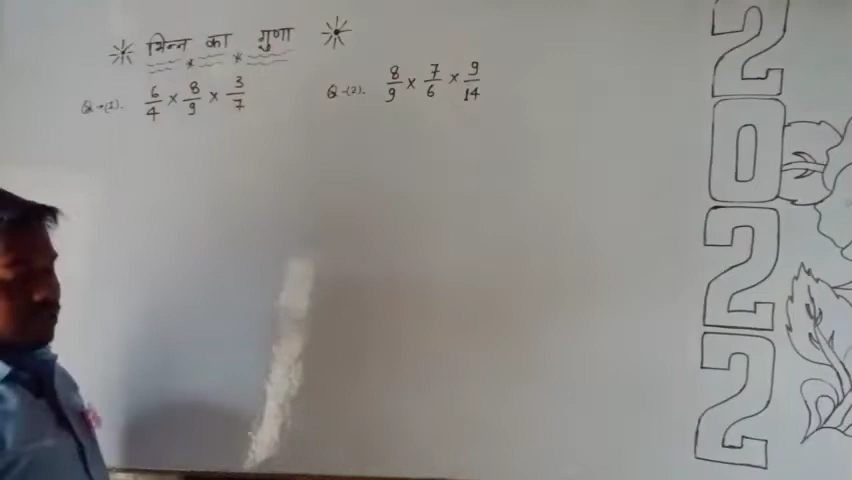 भिन्न का गुणा
Q→(1). 6/4 × 8/9 × 3/7
Q→(2). 8/9 × 7/6 × 9/14
2022